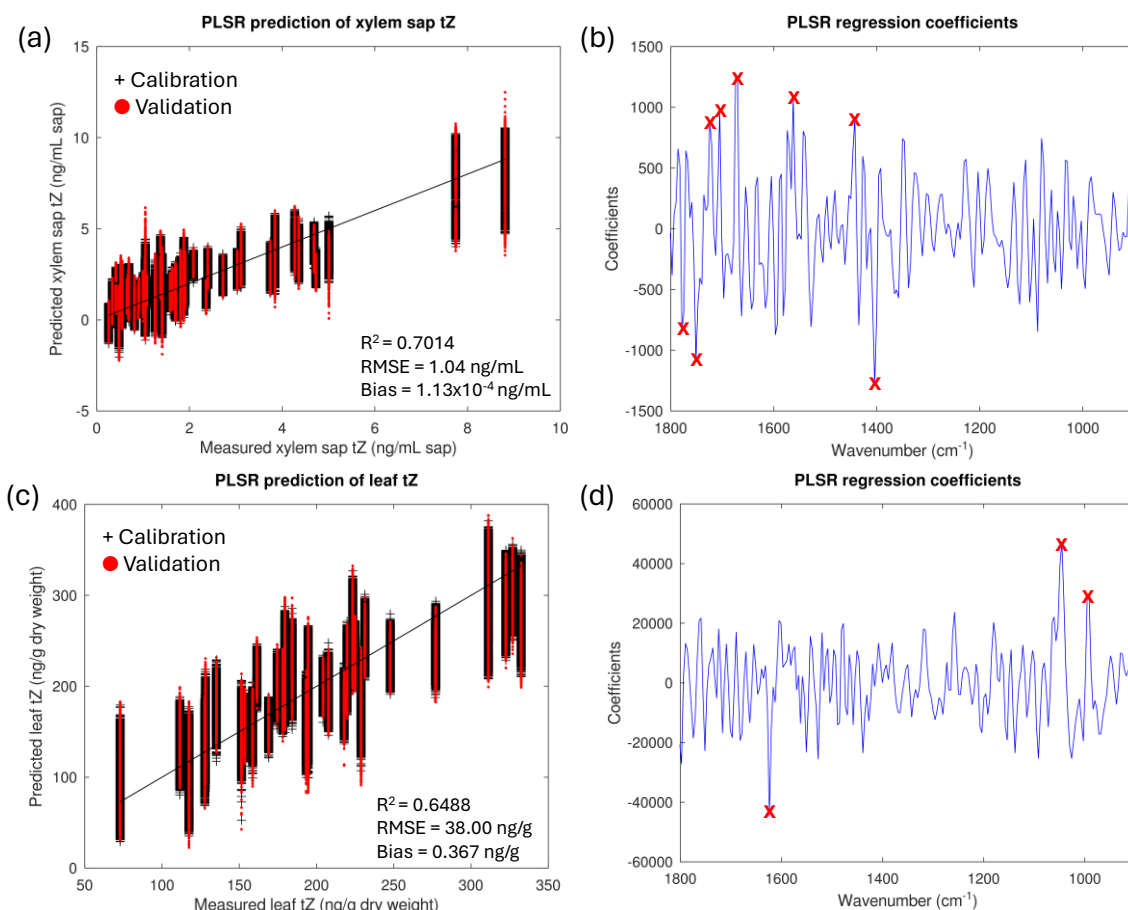 (a)
PLSR prediction of xylem sap tZ
15
10
5
0
-5
0
2
4
6
8
10
Predicted xylem sap tZ (ng/mL sap)
Measured xylem sap tZ (ng/mL sap)
+ Calibration
Validation
R² = 0.7014
RMSE = 1.04 ng/mL
Bias = 1.13x10⁻⁴ ng/mL
(b)
PLSR regression coefficients
1500
1000
500
0
-500
-1000
-1500
1800
1600
1400
1200
1000
Coefficients
Wavenumber (cm⁻¹)
X
X
X
X
X
X
X
X
(c)
PLSR prediction of leaf tZ
400
300
200
100
0
50
100
150
200
250
300
350
Predicted leaf tZ (ng/g dry weight)
Measured leaf tZ (ng/g dry weight)
+ Calibration
Validation
R² = 0.6488
RMSE = 38.00 ng/g
Bias = 0.367 ng/g
(d)
PLSR regression coefficients
60000
40000
20000
0
-20000
-40000
-60000
1800
1600
1400
1200
1000
Coefficients
Wavenumber (cm⁻¹)
X
X
X